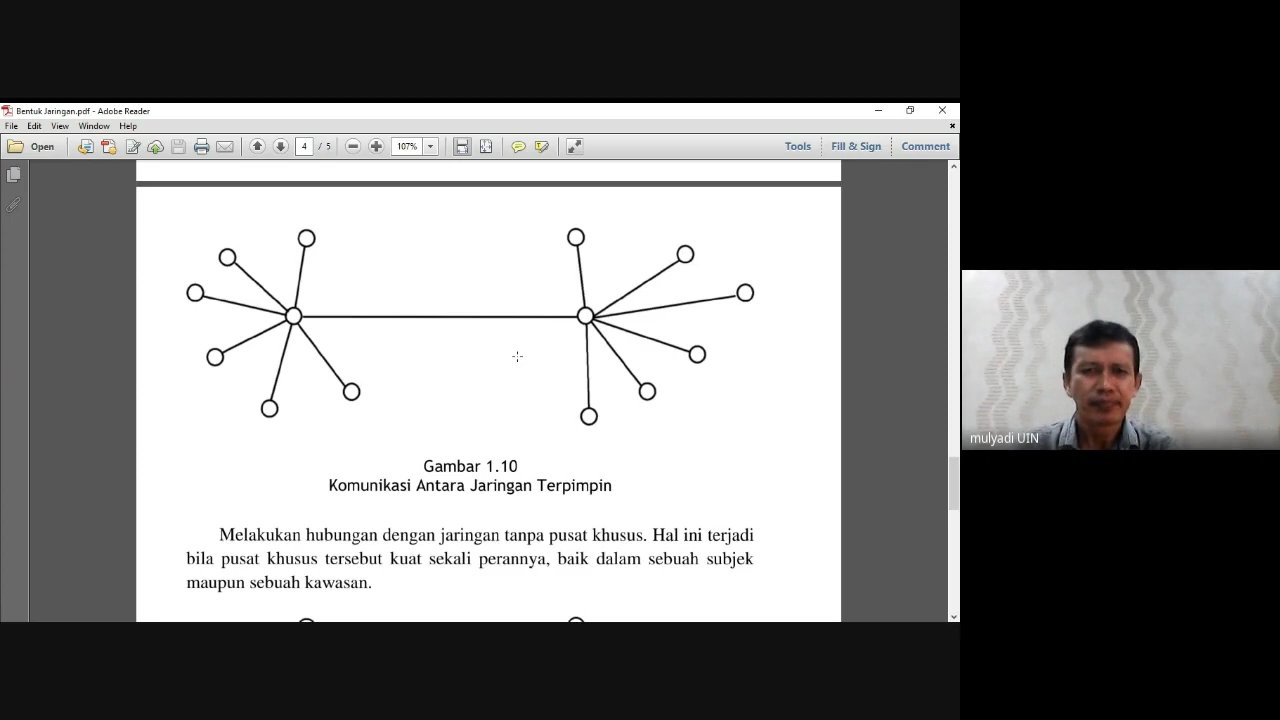 Bentuk Jaringan.pdf - Adobe Reader
File Edit View Window Help
Open 4 / 5 107% Tools Fill & Sign Comment
Gambar 1.10
Komunikasi Antara Jaringan Terpimpin
Melakukan hubungan dengan jaringan tanpa pusat khusus. Hal ini terjadi
bila pusat khusus tersebut kuat sekali perannya, baik dalam sebuah subjek
maupun sebuah kawasan.
mulyadi UIN